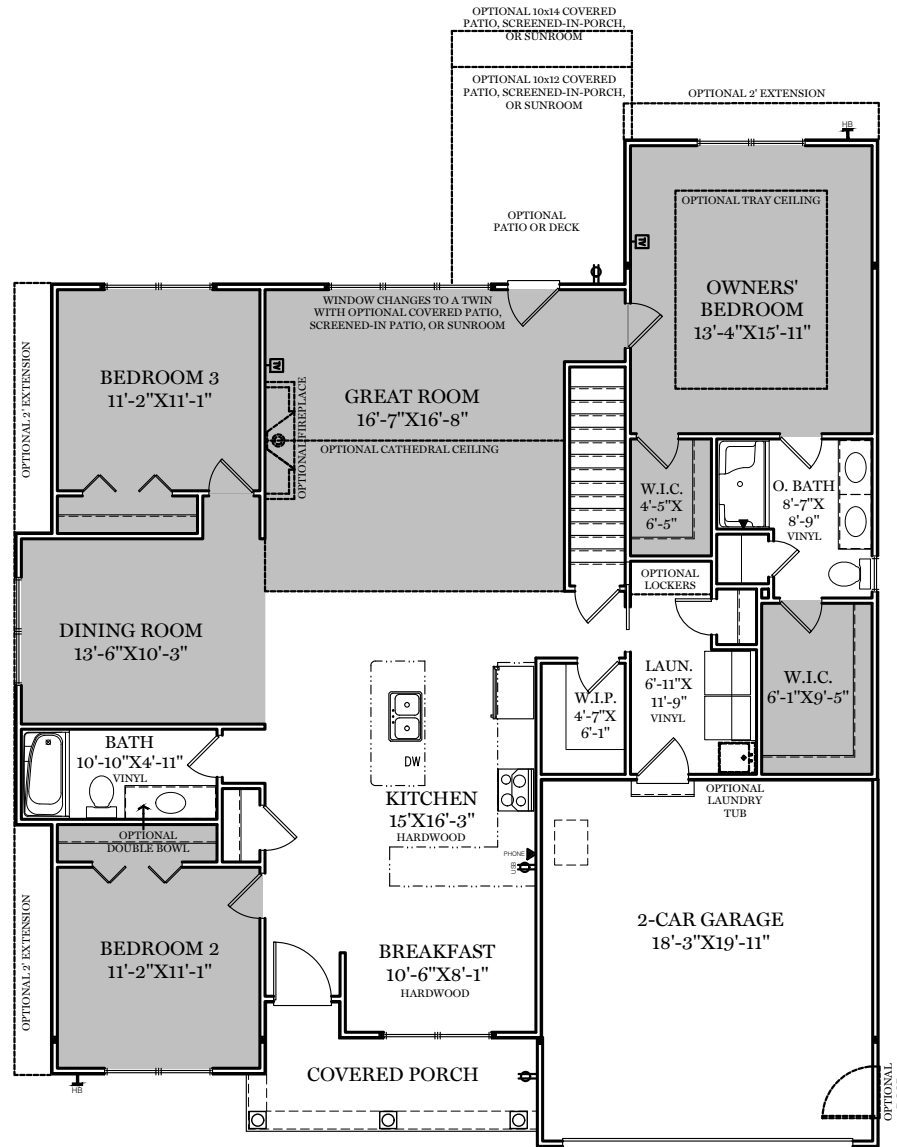 OPTIONAL 10x14 COVERED
PATIO, SCREENED-IN-PORCH,
OR SUNROOM
OPTIONAL 10x12 COVERED
PATIO, SCREENED-IN-PORCH,
OR SUNROOM
OPTIONAL 2' EXTENSION
HB
OPTIONAL TRAY CEILING
OPTIONAL
PATIO OR DECK
OWNERS'
BEDROOM
13'-4"X15'-11"
WINDOW CHANGES TO A TWIN
WITH OPTIONAL COVERED PATIO,
SCREENED-IN PATIO, OR SUNROOM
OPTIONAL 2' EXTENSION
BEDROOM 3
11'-2"X11'-1"
GREAT ROOM
16'-7"X16'-8"
OPTIONAL FIREPLACE
OPTIONAL CATHEDRAL CEILING
W.I.C.
4'-5"X
6'-5"
O. BATH
8'-7"X
8'-9"
VINYL
OPTIONAL
LOCKERS
DINING ROOM
13'-6"X10'-3"
LAUN.
6'-11"X
11'-9"
VINYL
W.I.C.
6'-1"X9'-5"
W.I.P.
4'-7"X
6'-1"
BATH
10'-10"X4'-11"
VINYL
DW
OPTIONAL
LAUNDRY
TUB
KITCHEN
15'X16'-3"
HARDWOOD
OPTIONAL
DOUBLE BOWL
PHONE
USB
OPTIONAL 2' EXTENSION
BEDROOM 2
11'-2"X11'-1"
BREAKFAST
10'-6"X8'-1"
HARDWOOD
2-CAR GARAGE
18'-3"X19'-11"
COVERED PORCH
HB
OPTIONAL